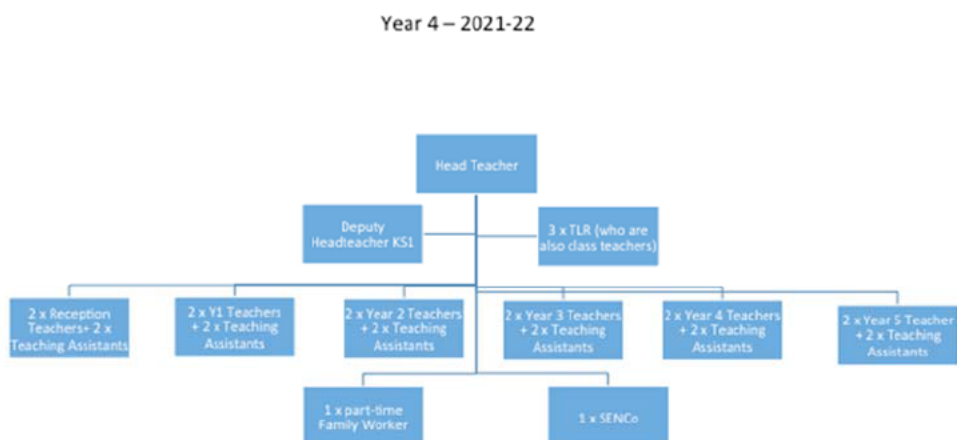 Year 4 – 2021-22
Head Teacher
Deputy
Headteacher KS1
3 x TLR (who are
also class teachers)
2 x Reception
Teachers+ 2 x
Teaching Assistants
2 x Y1 Teachers
+ 2 x Teaching
Assistants
2 x Year 2 Teachers
+ 2 x Teaching
Assistants
2 x Year 3 Teachers
+ 2 x Teaching
Assistants
2 x Year 4 Teachers
+ 2 x Teaching
Assistants
2 x Year 5 Teacher
+ 2 x Teaching
Assistants
1 x part-time
Family Worker
1 x SENCo